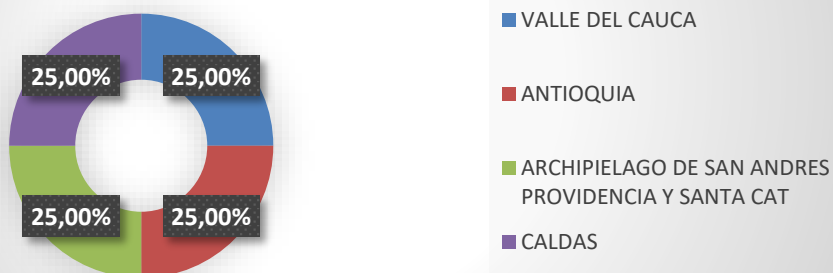 25,00%
25,00%
25,00%
25,00%
VALLE DEL CAUCA
ANTIOQUIA
ARCHIPIELAGO DE SAN ANDRES
PROVIDENCIA Y SANTA CAT
CALDAS